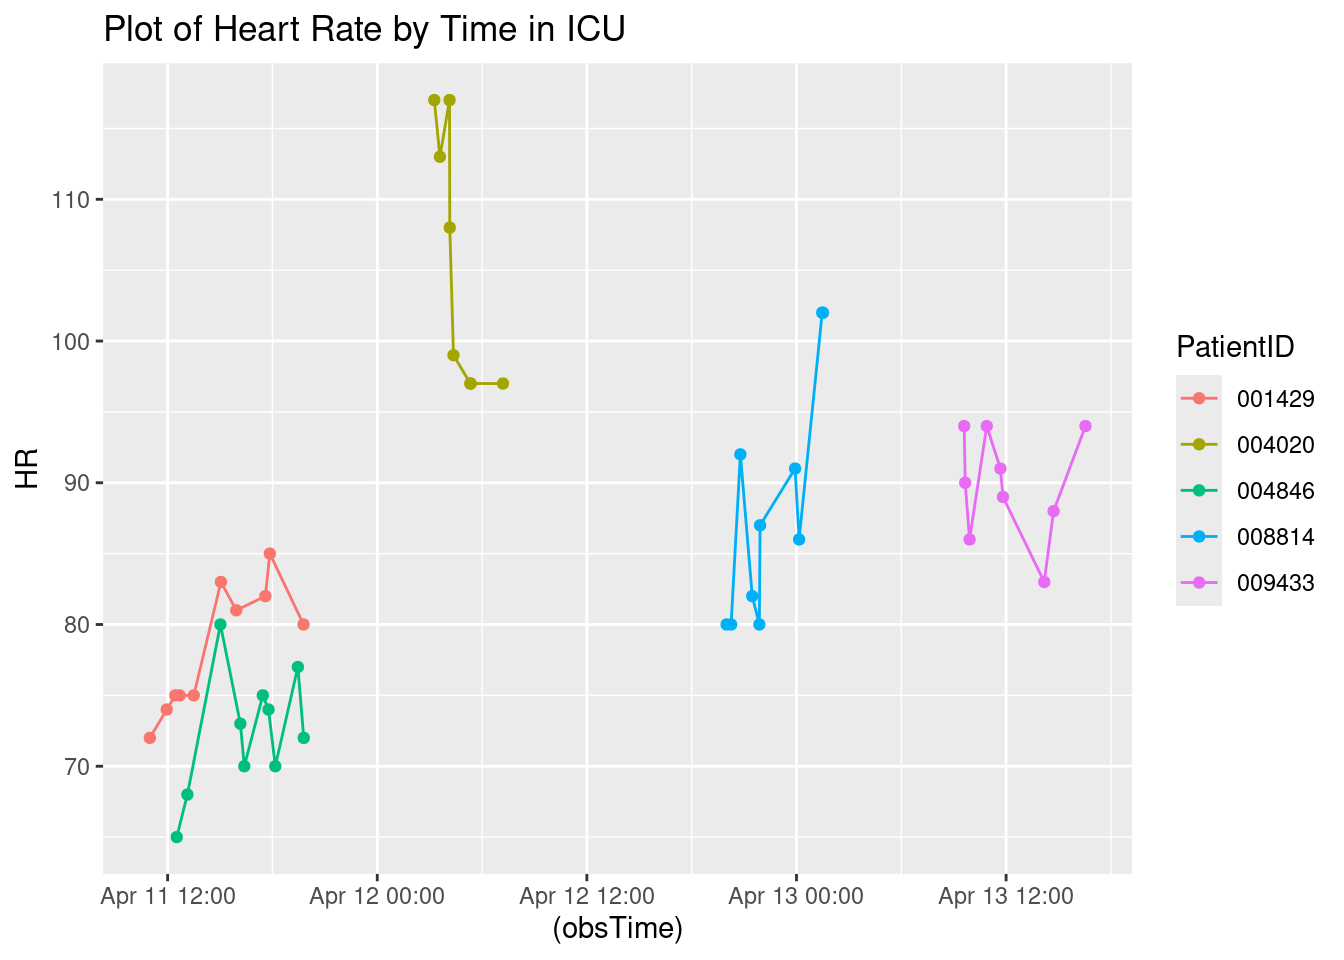 Plot of Heart Rate by Time in ICU
HR
110
100
90
80
70
Apr 11 12:00
Apr 12 00:00
Apr 12 12:00
Apr 13 00:00
Apr 13 12:00
(obsTime)
PatientID
001429
004020
004846
008814
009433